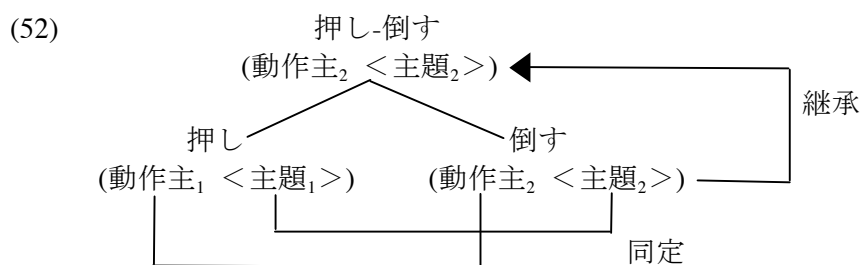 (52) 押し-倒す
(動作主₂ <主題₂>)
継承
押し 倒す
(動作主₁ <主題₁>) (動作主₂ <主題₂>)
同定